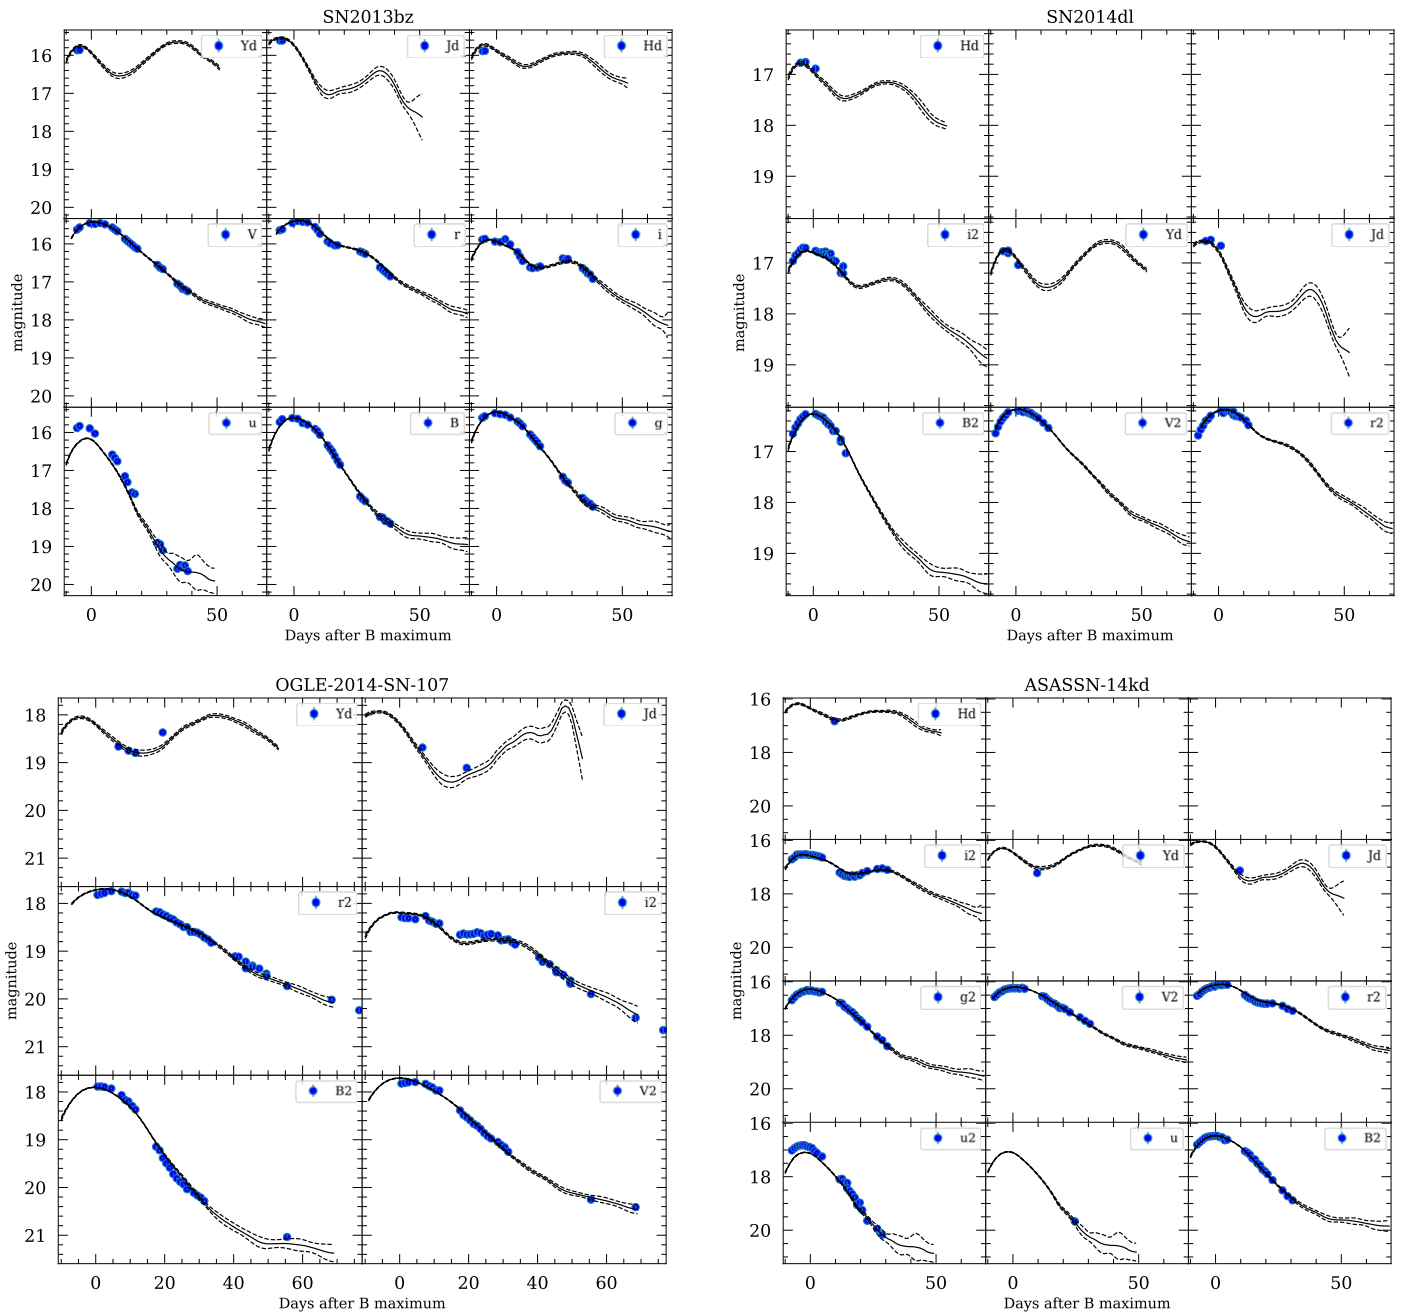 SN2013bz
Yd
Jd
Hd
16
17
18
19
20
V
r
i
16
17
18
19
20
magnitude
u
B
g
16
17
18
19
20
0
50
0
50
0
50
Days after B maximum
SN2014dl
Hd
17
18
19
i2
Yd
Jd
17
18
19
magnitude
B2
V2
r2
17
18
19
0
50
0
50
0
50
Days after B maximum
OGLE-2014-SN-107
Yd
Jd
18
19
20
21
r2
i2
18
19
20
21
magnitude
B2
V2
18
19
20
21
0
20
40
60
0
20
40
60
Days after B maximum
ASASSN-14kd
16
Hd
18
20
16
i2
Yd
Jd
18
20
16
g2
V2
r2
18
20
magnitude
16
u2
u
B2
18
20
0
50
0
50
0
50
Days after B maximum